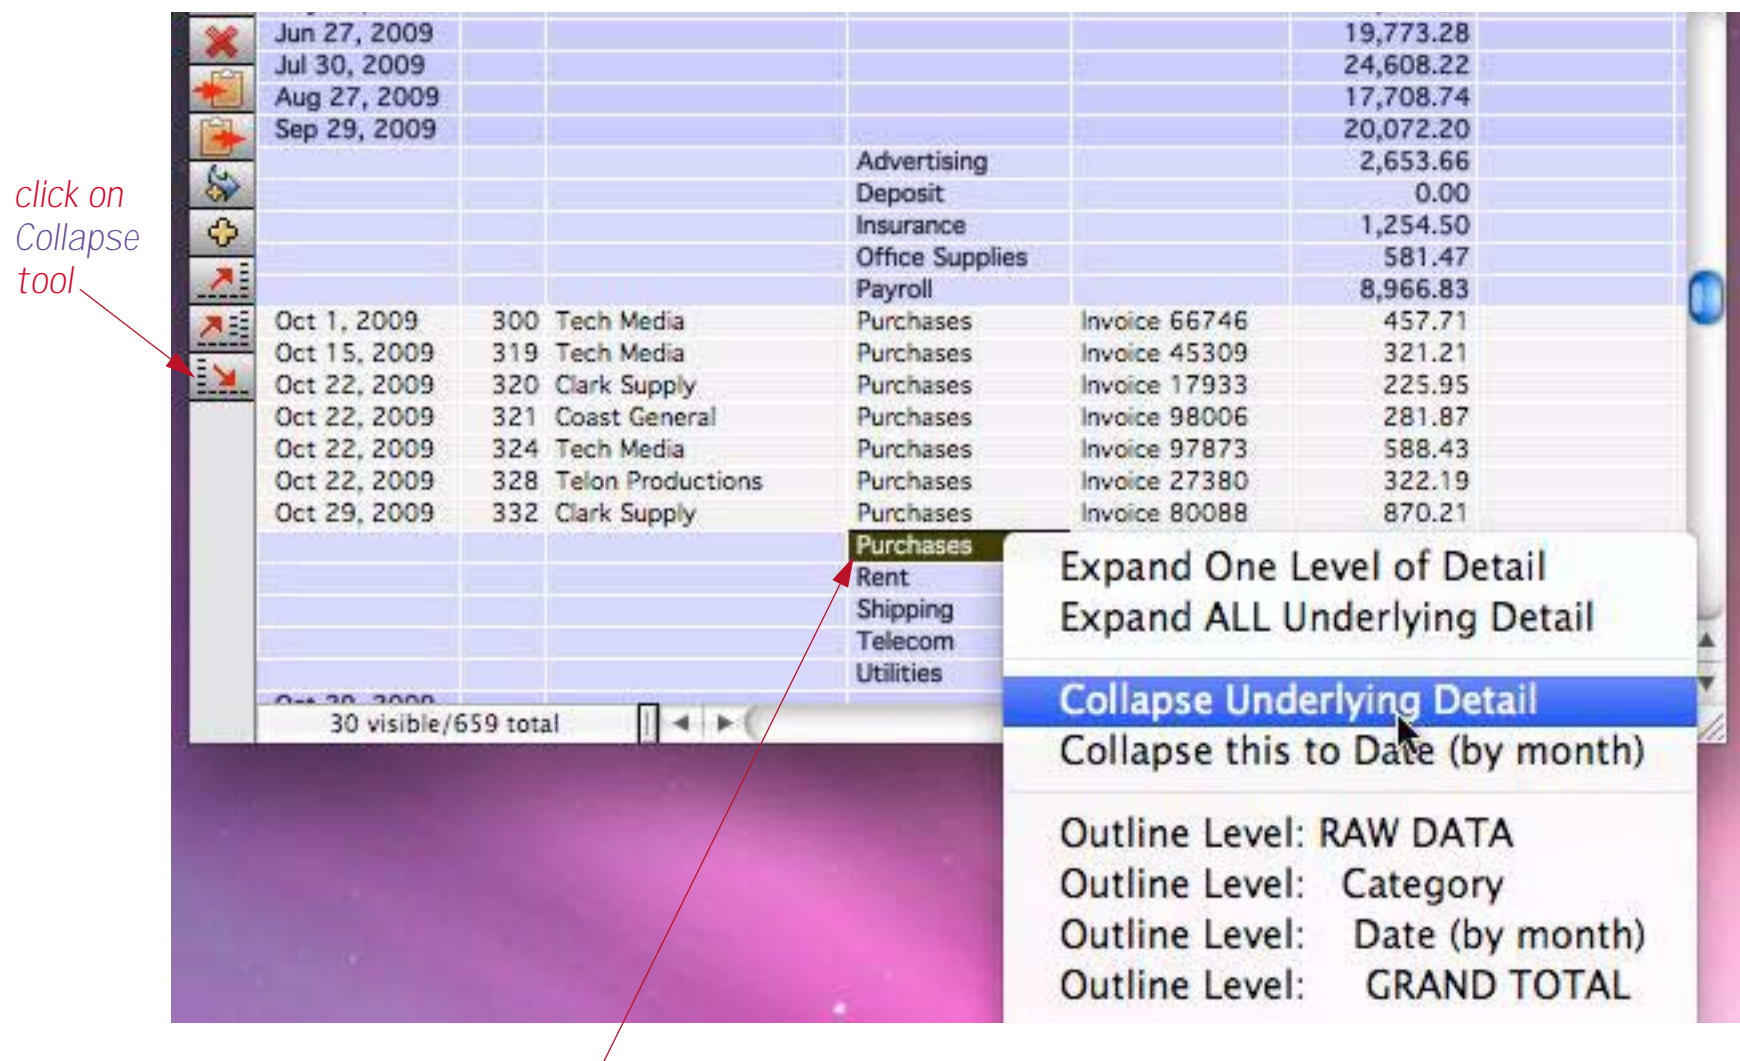 Jun 27, 2009 19,773.28
Jul 30, 2009 24,608.22
Aug 27, 2009 17,708.74
Sep 29, 2009 20,072.20
Advertising 2,653.66
Deposit 0.00
Insurance 1,254.50
Office Supplies 581.47
Payroll 8,966.83
click on
Collapse
tool
Oct 1, 2009 300 Tech Media Purchases Invoice 66746 457.71
Oct 15, 2009 319 Tech Media Purchases Invoice 45309 321.21
Oct 22, 2009 320 Clark Supply Purchases Invoice 17933 225.95
Oct 22, 2009 321 Coast General Purchases Invoice 98006 281.87
Oct 22, 2009 324 Tech Media Purchases Invoice 97873 588.43
Oct 22, 2009 328 Telon Productions Purchases Invoice 27380 322.19
Oct 29, 2009 332 Clark Supply Purchases Invoice 80088 870.21
Purchases
Rent
Shipping
Telecom
Utilities
30 visible/659 total
Expand One Level of Detail
Expand ALL Underlying Detail
Collapse Underlying Detail
Collapse this to Date (by month)
Outline Level: RAW DATA
Outline Level: Category
Outline Level: Date (by month)
Outline Level: GRAND TOTAL